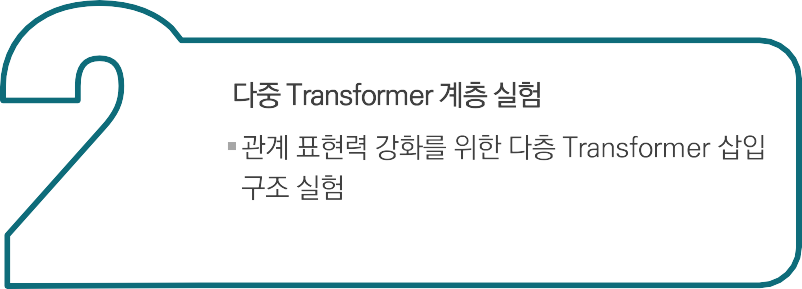 2
다중 Transformer 계층 실험
▪관계 표현력 강화를 위한 다층 Transformer 삽입
구조 실험